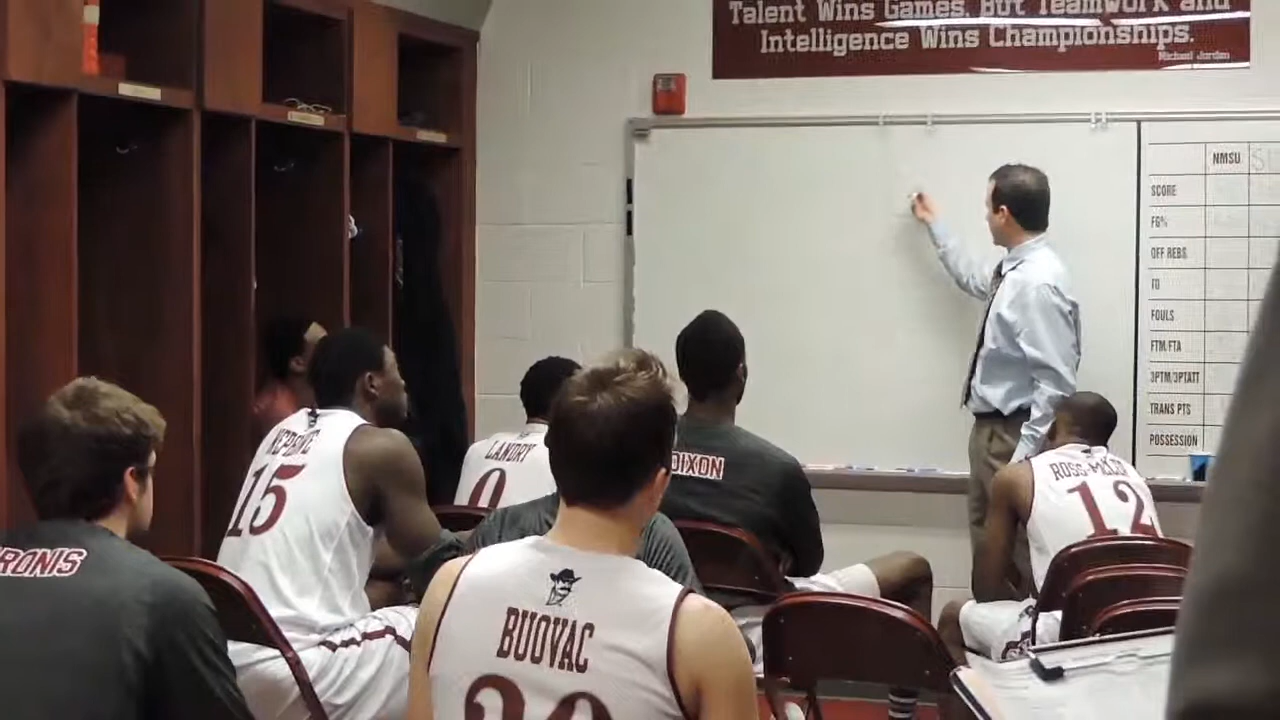 Talent Wins Games, But Teamwork and
Intelligence Wins Championships.
Michael Jordan
NMSU
SCORE
FG%
OFF REBS
TO
FOULS
FTM/FTA
3PTM/3PTATT
TRANS PTS
POSSESSION
LANDRY
0
15
DIXON
ROSS-MILLER
12
RONIS
BUOVAC